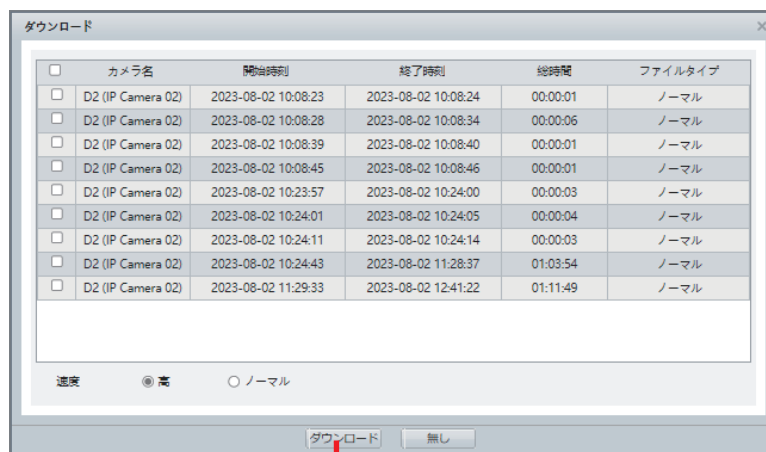 ダウンロード
カメラ名 開始時刻 終了時刻 総時間 ファイルタイプ
D2 (IP Camera 02) 2023-08-02 10:08:23 2023-08-02 10:08:24 00:00:01 ノーマル
D2 (IP Camera 02) 2023-08-02 10:08:28 2023-08-02 10:08:34 00:00:06 ノーマル
D2 (IP Camera 02) 2023-08-02 10:08:39 2023-08-02 10:08:40 00:00:01 ノーマル
D2 (IP Camera 02) 2023-08-02 10:08:45 2023-08-02 10:08:46 00:00:01 ノーマル
D2 (IP Camera 02) 2023-08-02 10:23:57 2023-08-02 10:24:00 00:00:03 ノーマル
D2 (IP Camera 02) 2023-08-02 10:24:01 2023-08-02 10:24:05 00:00:04 ノーマル
D2 (IP Camera 02) 2023-08-02 10:24:11 2023-08-02 10:24:14 00:00:03 ノーマル
D2 (IP Camera 02) 2023-08-02 10:24:43 2023-08-02 11:28:37 01:03:54 ノーマル
D2 (IP Camera 02) 2023-08-02 11:29:33 2023-08-02 12:41:22 01:11:49 ノーマル
速度 高 ノーマル
ダウンロード 無し